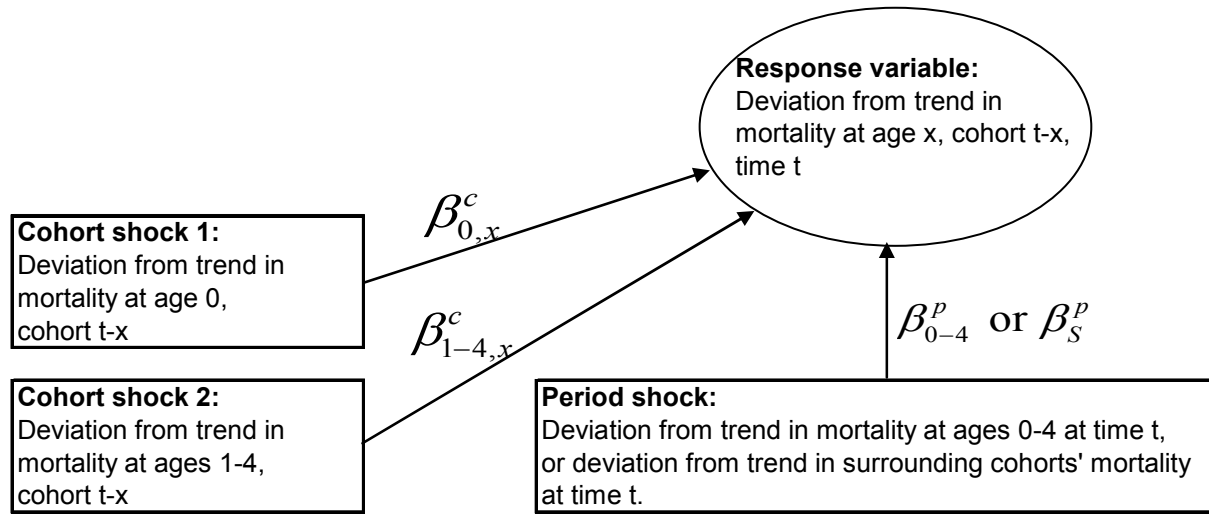 Response variable:
Deviation from trend in
mortality at age x, cohort t-x,
time t
β^c_{0,x}
Cohort shock 1:
Deviation from trend in
mortality at age 0,
cohort t-x
β^c_{1–4,x}
β^p_{0–4} or β^p_S
Cohort shock 2:
Deviation from trend in
mortality at ages 1-4,
cohort t-x
Period shock:
Deviation from trend in mortality at ages 0-4 at time t,
or deviation from trend in surrounding cohorts' mortality
at time t.